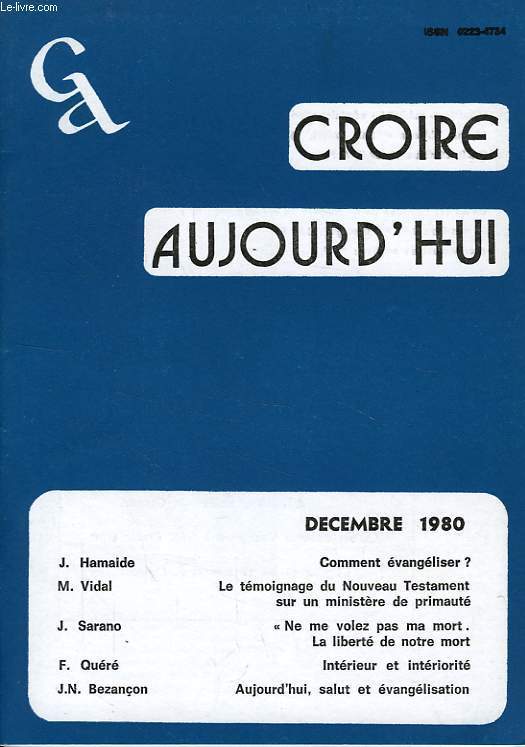 Le-livre.com
ISSN 0223-4734
CA
CROIRE
AUJOURD'HUI
DECEMBRE 1980
J. Hamaide Comment évangéliser ?
M. Vidal Le témoignage du Nouveau Testament
sur un ministère de primauté
J. Sarano « Ne me volez pas ma mort.
La liberté de notre mort
F. Quéré Intérieur et intériorité
J.N. Bezançon Aujourd'hui, salut et évangélisation